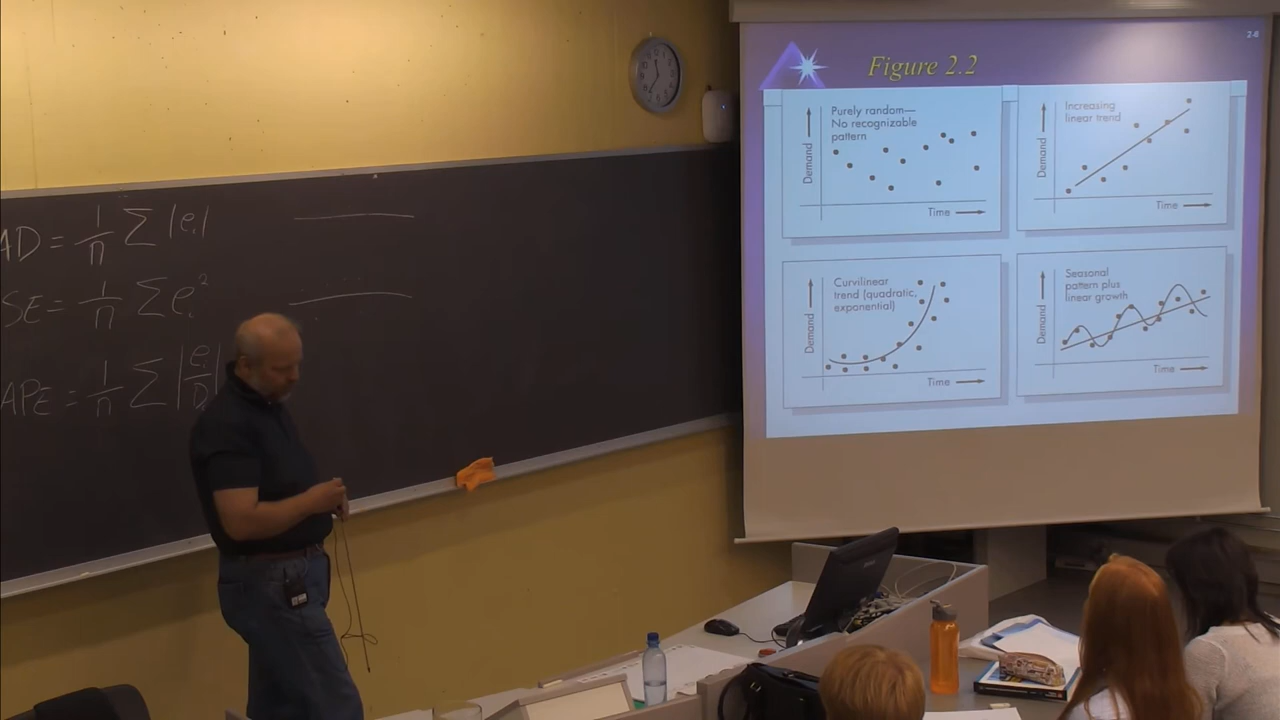 AD = 1/n Σ |eᵢ|
SE = 1/n Σ eᵢ²
APE = 1/n Σ |eᵢ/D|
2-8
Figure 2.2
Purely random—
No recognizable
pattern
Demand
Time
Increasing
linear trend
Demand
Time
Curvilinear
trend (quadratic,
exponential)
Demand
Time
Seasonal
pattern plus
linear growth
Demand
Time